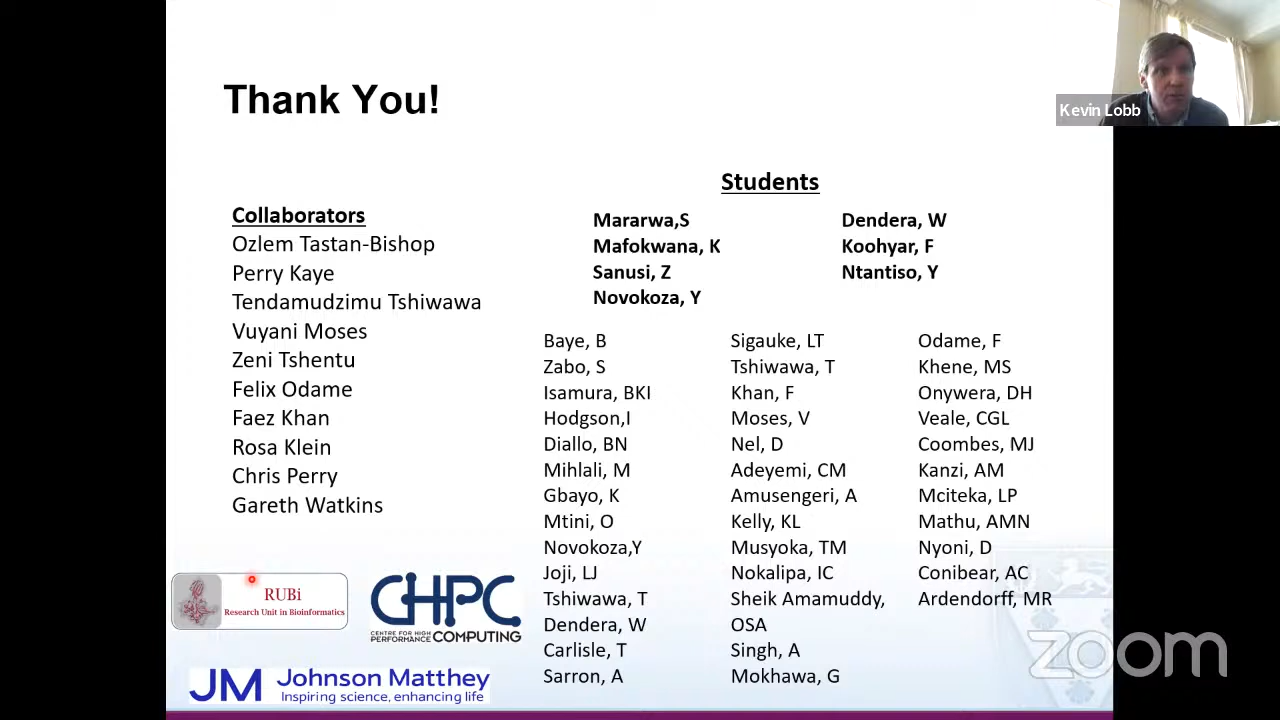 Thank You!
Kevin Lobb
Collaborators
Ozlem Tastan-Bishop
Perry Kaye
Tendamudzimu Tshiwawa
Vuyani Moses
Zeni Tshentu
Felix Odame
Faez Khan
Rosa Klein
Chris Perry
Gareth Watkins
Students
Mararwa,S
Mafokwana, K
Sanusi, Z
Novokoza, Y
Dendera, W
Koohyar, F
Ntantiso, Y
Baye, B
Zabo, S
Isamura, BKI
Hodgson,I
Diallo, BN
Mihlali, M
Gbayo, K
Mtini, O
Novokoza,Y
Joji, LJ
Tshiwawa, T
Dendera, W
Carlisle, T
Sarron, A
Sigauke, LT
Tshiwawa, T
Khan, F
Moses, V
Nel, D
Adeyemi, CM
Amusengeri, A
Kelly, KL
Musyoka, TM
Nokalipa, IC
Sheik Amamuddy,
OSA
Singh, A
Mokhawa, G
Odame, F
Khene, MS
Onywera, DH
Veale, CGL
Coombes, MJ
Kanzi, AM
Mciteka, LP
Mathu, AMN
Nyoni, D
Conibear, AC
Ardendorff, MR
RUBi
Research Unit in Bioinformatics
CHPC
CENTRE FOR HIGH
PERFORMANCE COMPUTING
JM Johnson Matthey
Inspiring science, enhancing life
zoom